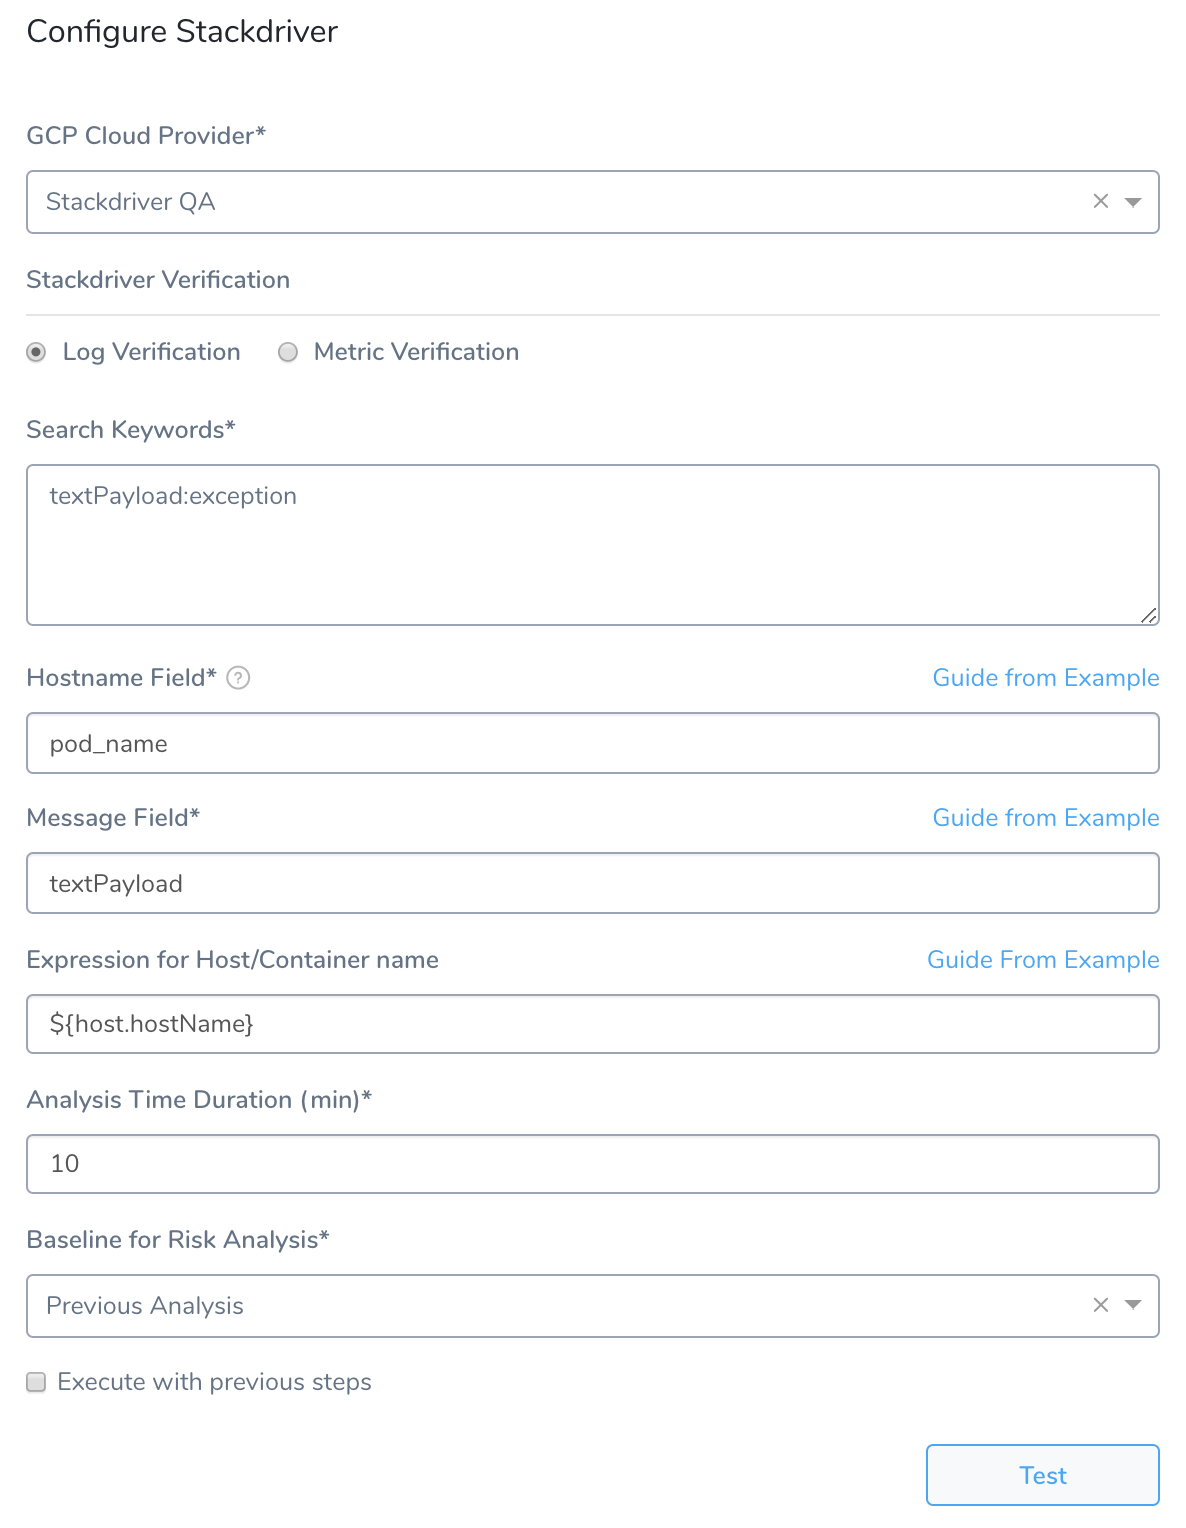 Configure Stackdriver
GCP Cloud Provider*
Stackdriver QA
Stackdriver Verification
Log Verification Metric Verification
Search Keywords*
textPayload:exception
Hostname Field* ? Guide from Example
pod_name
Message Field* Guide from Example
textPayload
Expression for Host/Container name Guide From Example
${host.hostName}
Analysis Time Duration (min)*
10
Baseline for Risk Analysis*
Previous Analysis
Execute with previous steps
Test